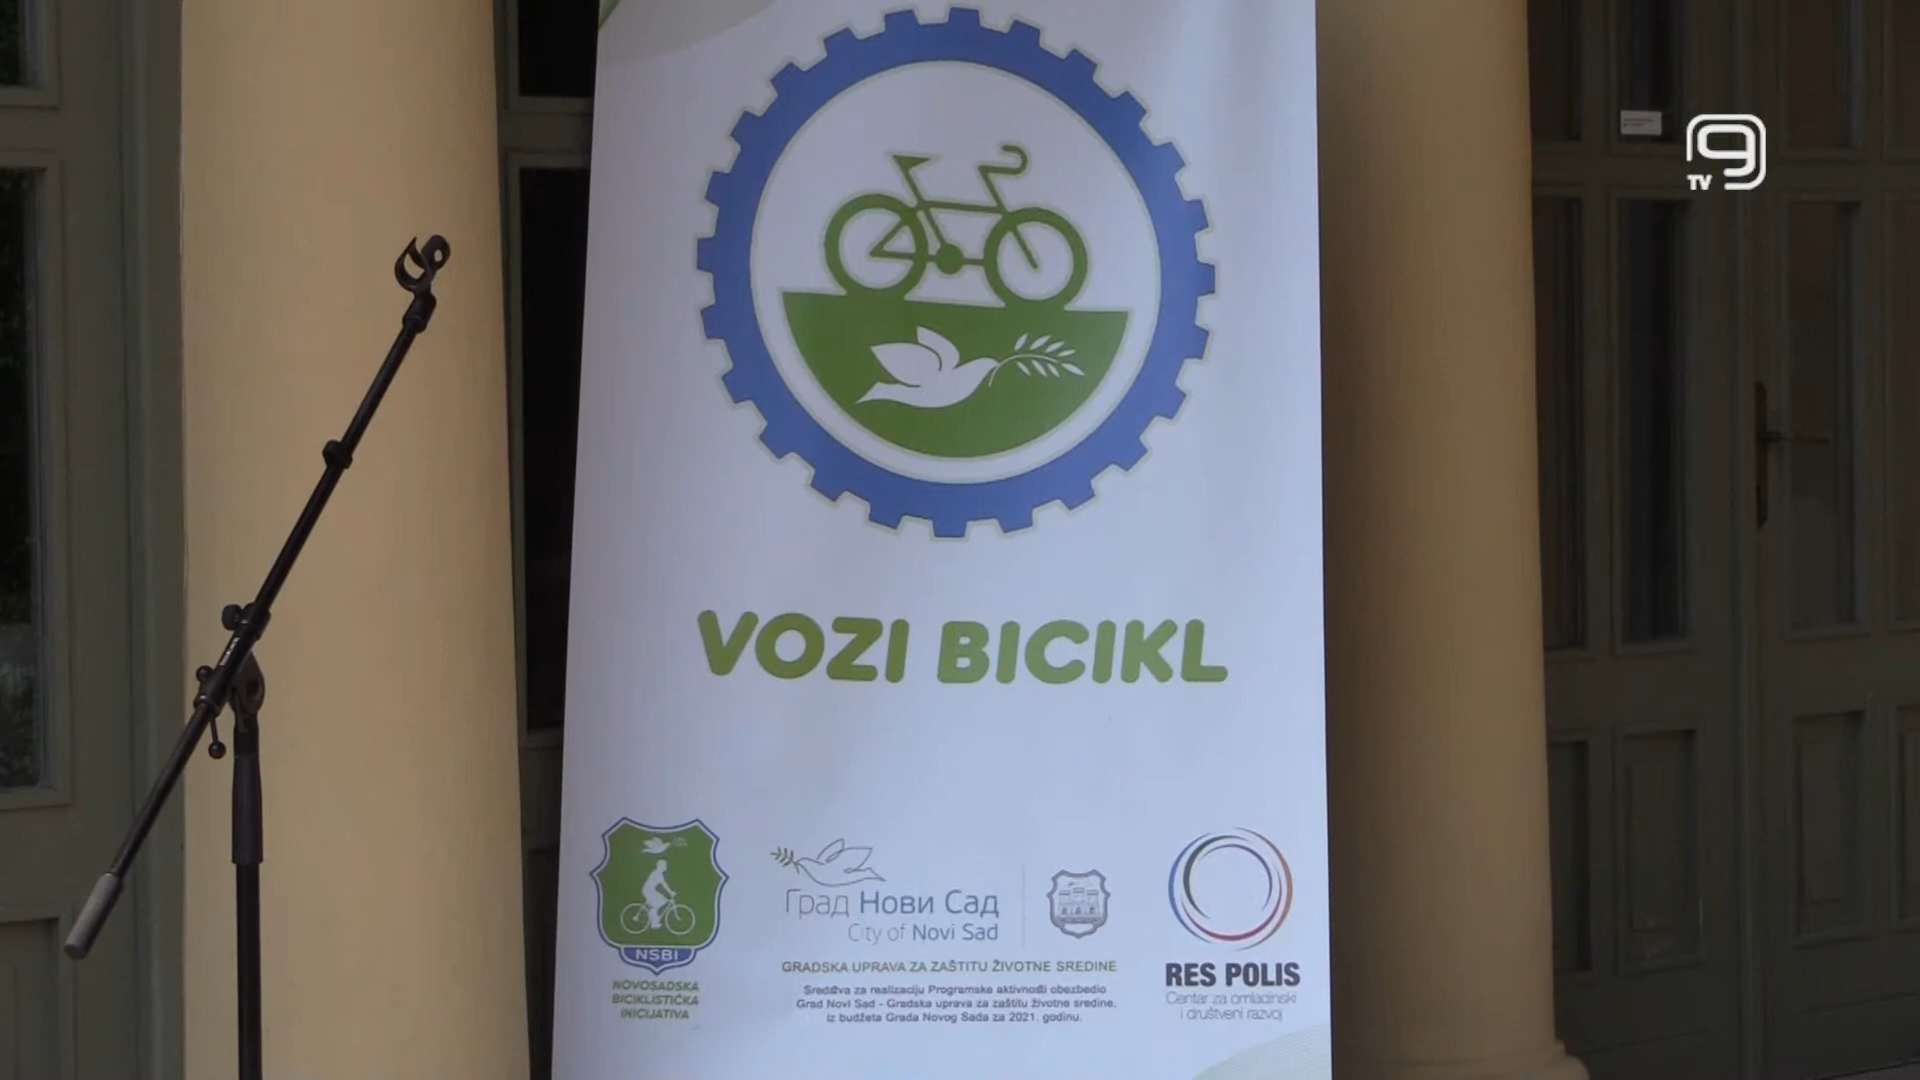 9
TV
VOZI BICIKL
NSBI
NOVOSADSKA
BICIKLISTIČKA
INICIJATIVA
Град Нови Сад
City of Novi Sad
GRADSKA UPRAVA ZA ZAŠTITU ŽIVOTNE SREDINE
Sredstva za realizaciju Programske aktivnosti obezbedio
Grad Novi Sad - Gradska uprava za zaštitu životne sredine,
iz budžeta Grada Novog Sada za 2021. godinu.
RES POLIS
Centar za omladinski
i društveni razvoj